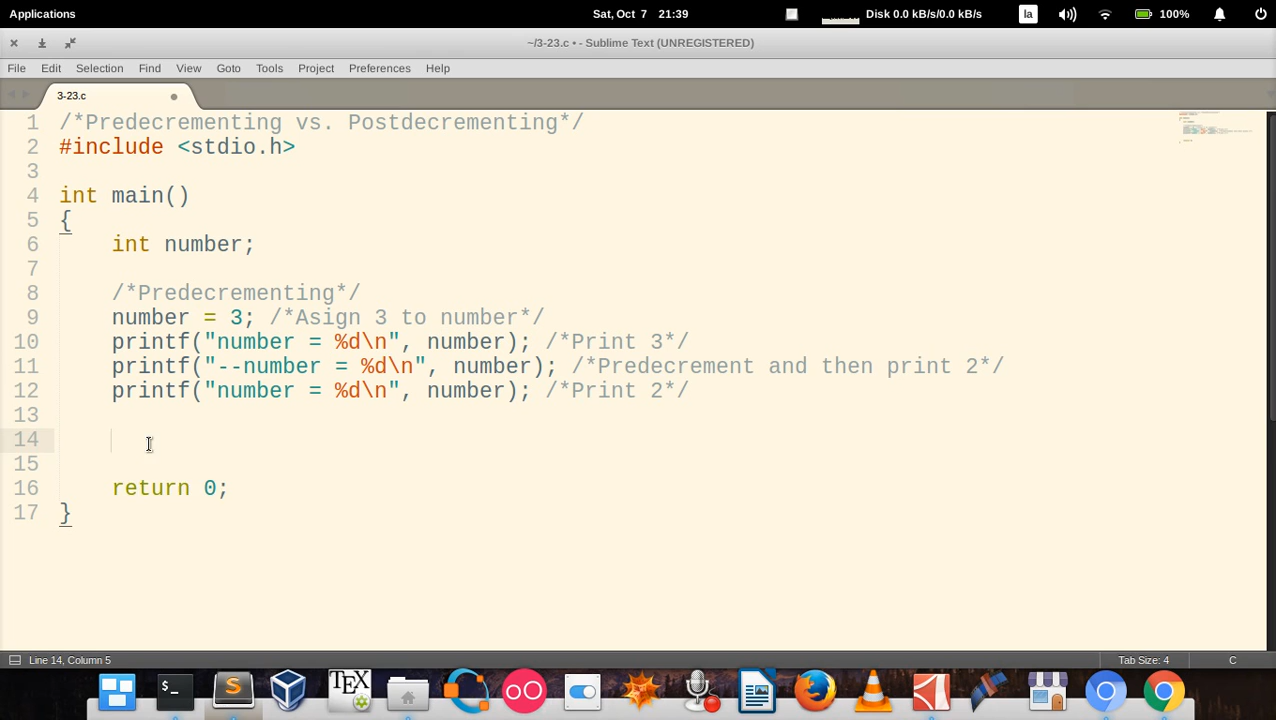 Applications
Sat, Oct 7 21:39
Disk 0.0 kB/s/0.0 kB/s
la
100%
~/3-23.c • - Sublime Text (UNREGISTERED)
File Edit Selection Find View Goto Tools Project Preferences Help
3-23.c
1 /*Predecrementing vs. Postdecrementing*/
2 #include <stdio.h>
3
4 int main()
5 {
6 int number;
7
8 /*Predecrementing*/
9 number = 3; /*Asign 3 to number*/
10 printf("number = %d\n", number); /*Print 3*/
11 printf("--number = %d\n", number); /*Predecrement and then print 2*/
12 printf("number = %d\n", number); /*Print 2*/
13
14
15
16 return 0;
17 }
Line 14, Column 5
Tab Size: 4
C
>_
S
TEX